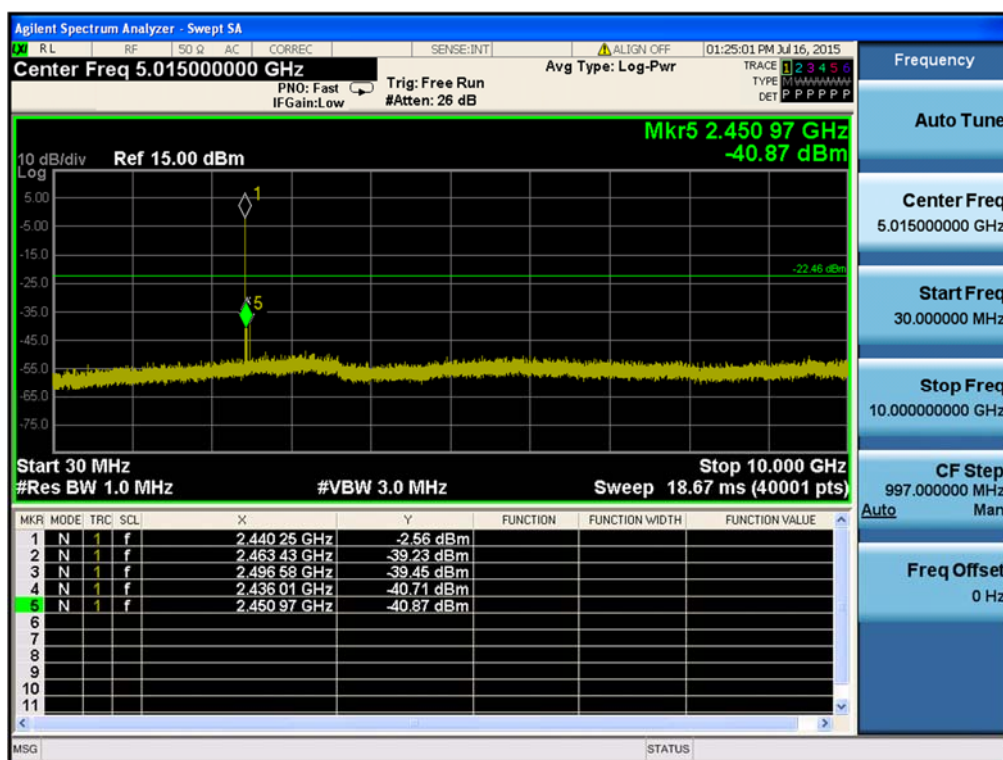 Agilent Spectrum Analyzer - Swept SA
LXI RL RF 50 Ω AC CORREC SENSE:INT ALIGN OFF 01:25:01 PM Jul 16, 2015
Center Freq 5.015000000 GHz
Avg Type: Log-Pwr
TRACE 1 2 3 4 5 6
PNO: Fast Trig: Free Run
TYPE M W W W W W
IFGain:Low #Atten: 26 dB
DET P P P P P P
Mkr5 2.450 97 GHz
10 dB/div Ref 15.00 dBm -40.87 dBm
Log
5.00
-5.00
-15.0
-25.0
-35.0
-45.0
-55.0
-65.0
-75.0
1
-22.46 dBm
5
Start 30 MHz Stop 10.000 GHz
#Res BW 1.0 MHz #VBW 3.0 MHz Sweep 18.67 ms (40001 pts)
MKR MODE TRC SCL X Y FUNCTION FUNCTION WIDTH FUNCTION VALUE
1 N 1 f 2.440 25 GHz -2.56 dBm
2 N 1 f 2.463 43 GHz -39.23 dBm
3 N 1 f 2.496 58 GHz -39.45 dBm
4 N 1 f 2.436 01 GHz -40.71 dBm
5 N 1 f 2.450 97 GHz -40.87 dBm
6
7
8
9
10
11
MSG STATUS
Frequency
Auto Tune
Center Freq
5.015000000 GHz
Start Freq
30.000000 MHz
Stop Freq
10.000000000 GHz
CF Step
997.000000 MHz
Auto Man
Freq Offset
0 Hz